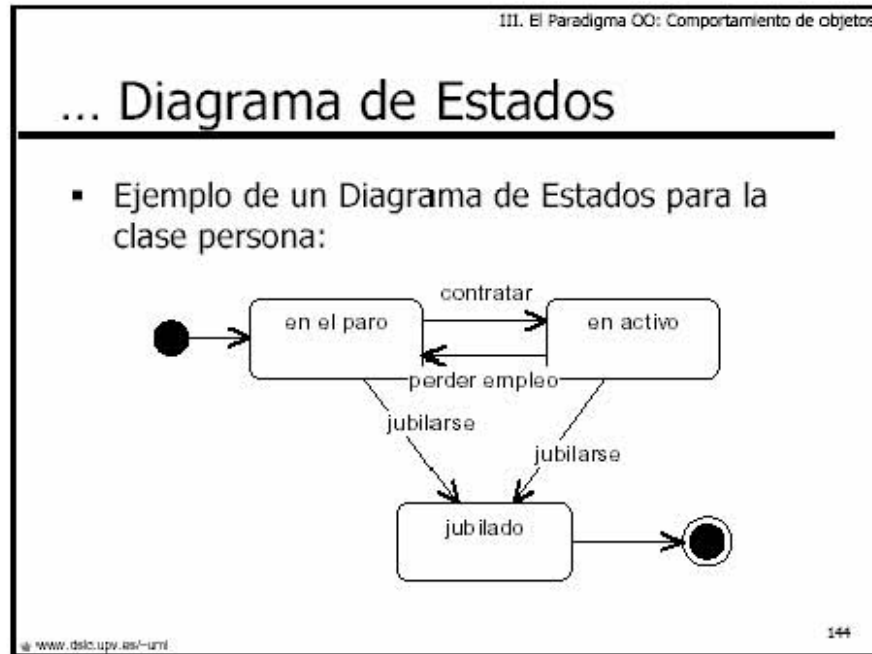 III. El Paradigma OO: Comportamiento de objetos
... Diagrama de Estados
▪ Ejemplo de un Diagrama de Estados para la
clase persona:
contratar
en el paro
en activo
perder empleo
jubilarse
jubilarse
jubilado
144
www.dsic.upv.es/~uml